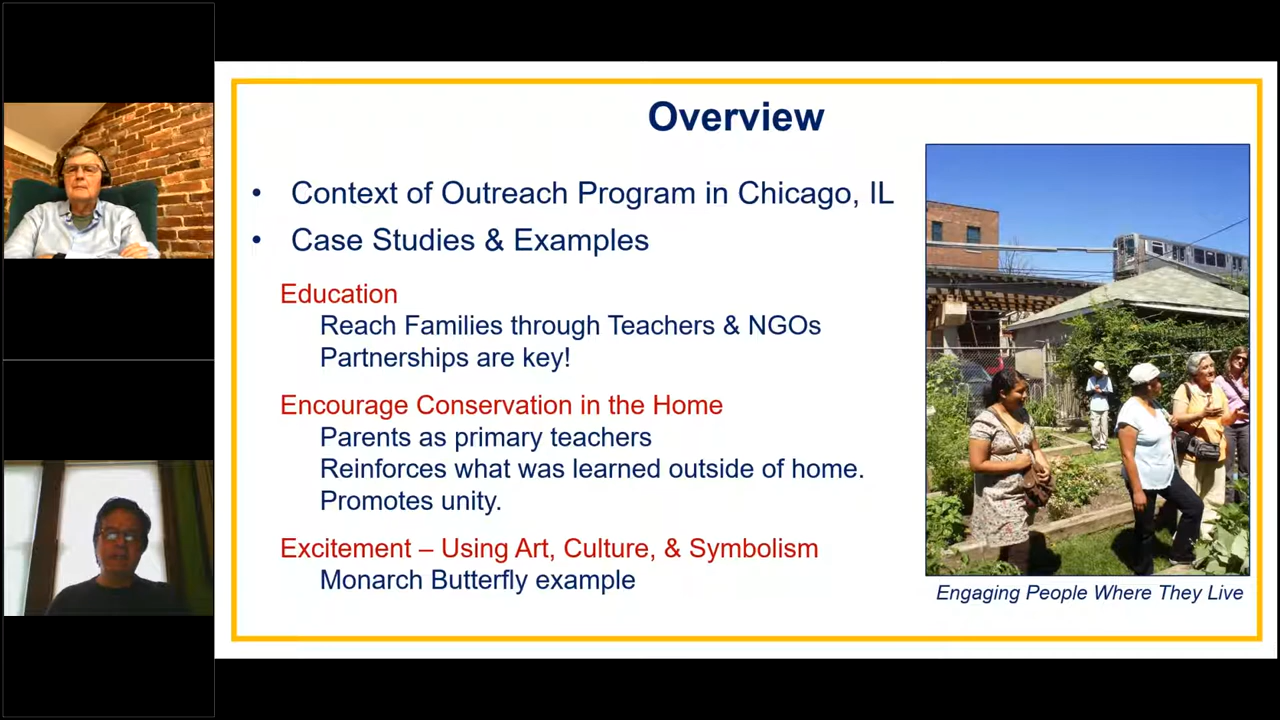 Overview
• Context of Outreach Program in Chicago, IL
• Case Studies & Examples
Education
Reach Families through Teachers & NGOs
Partnerships are key!
Encourage Conservation in the Home
Parents as primary teachers
Reinforces what was learned outside of home.
Promotes unity.
Excitement – Using Art, Culture, & Symbolism
Monarch Butterfly example
Engaging People Where They Live